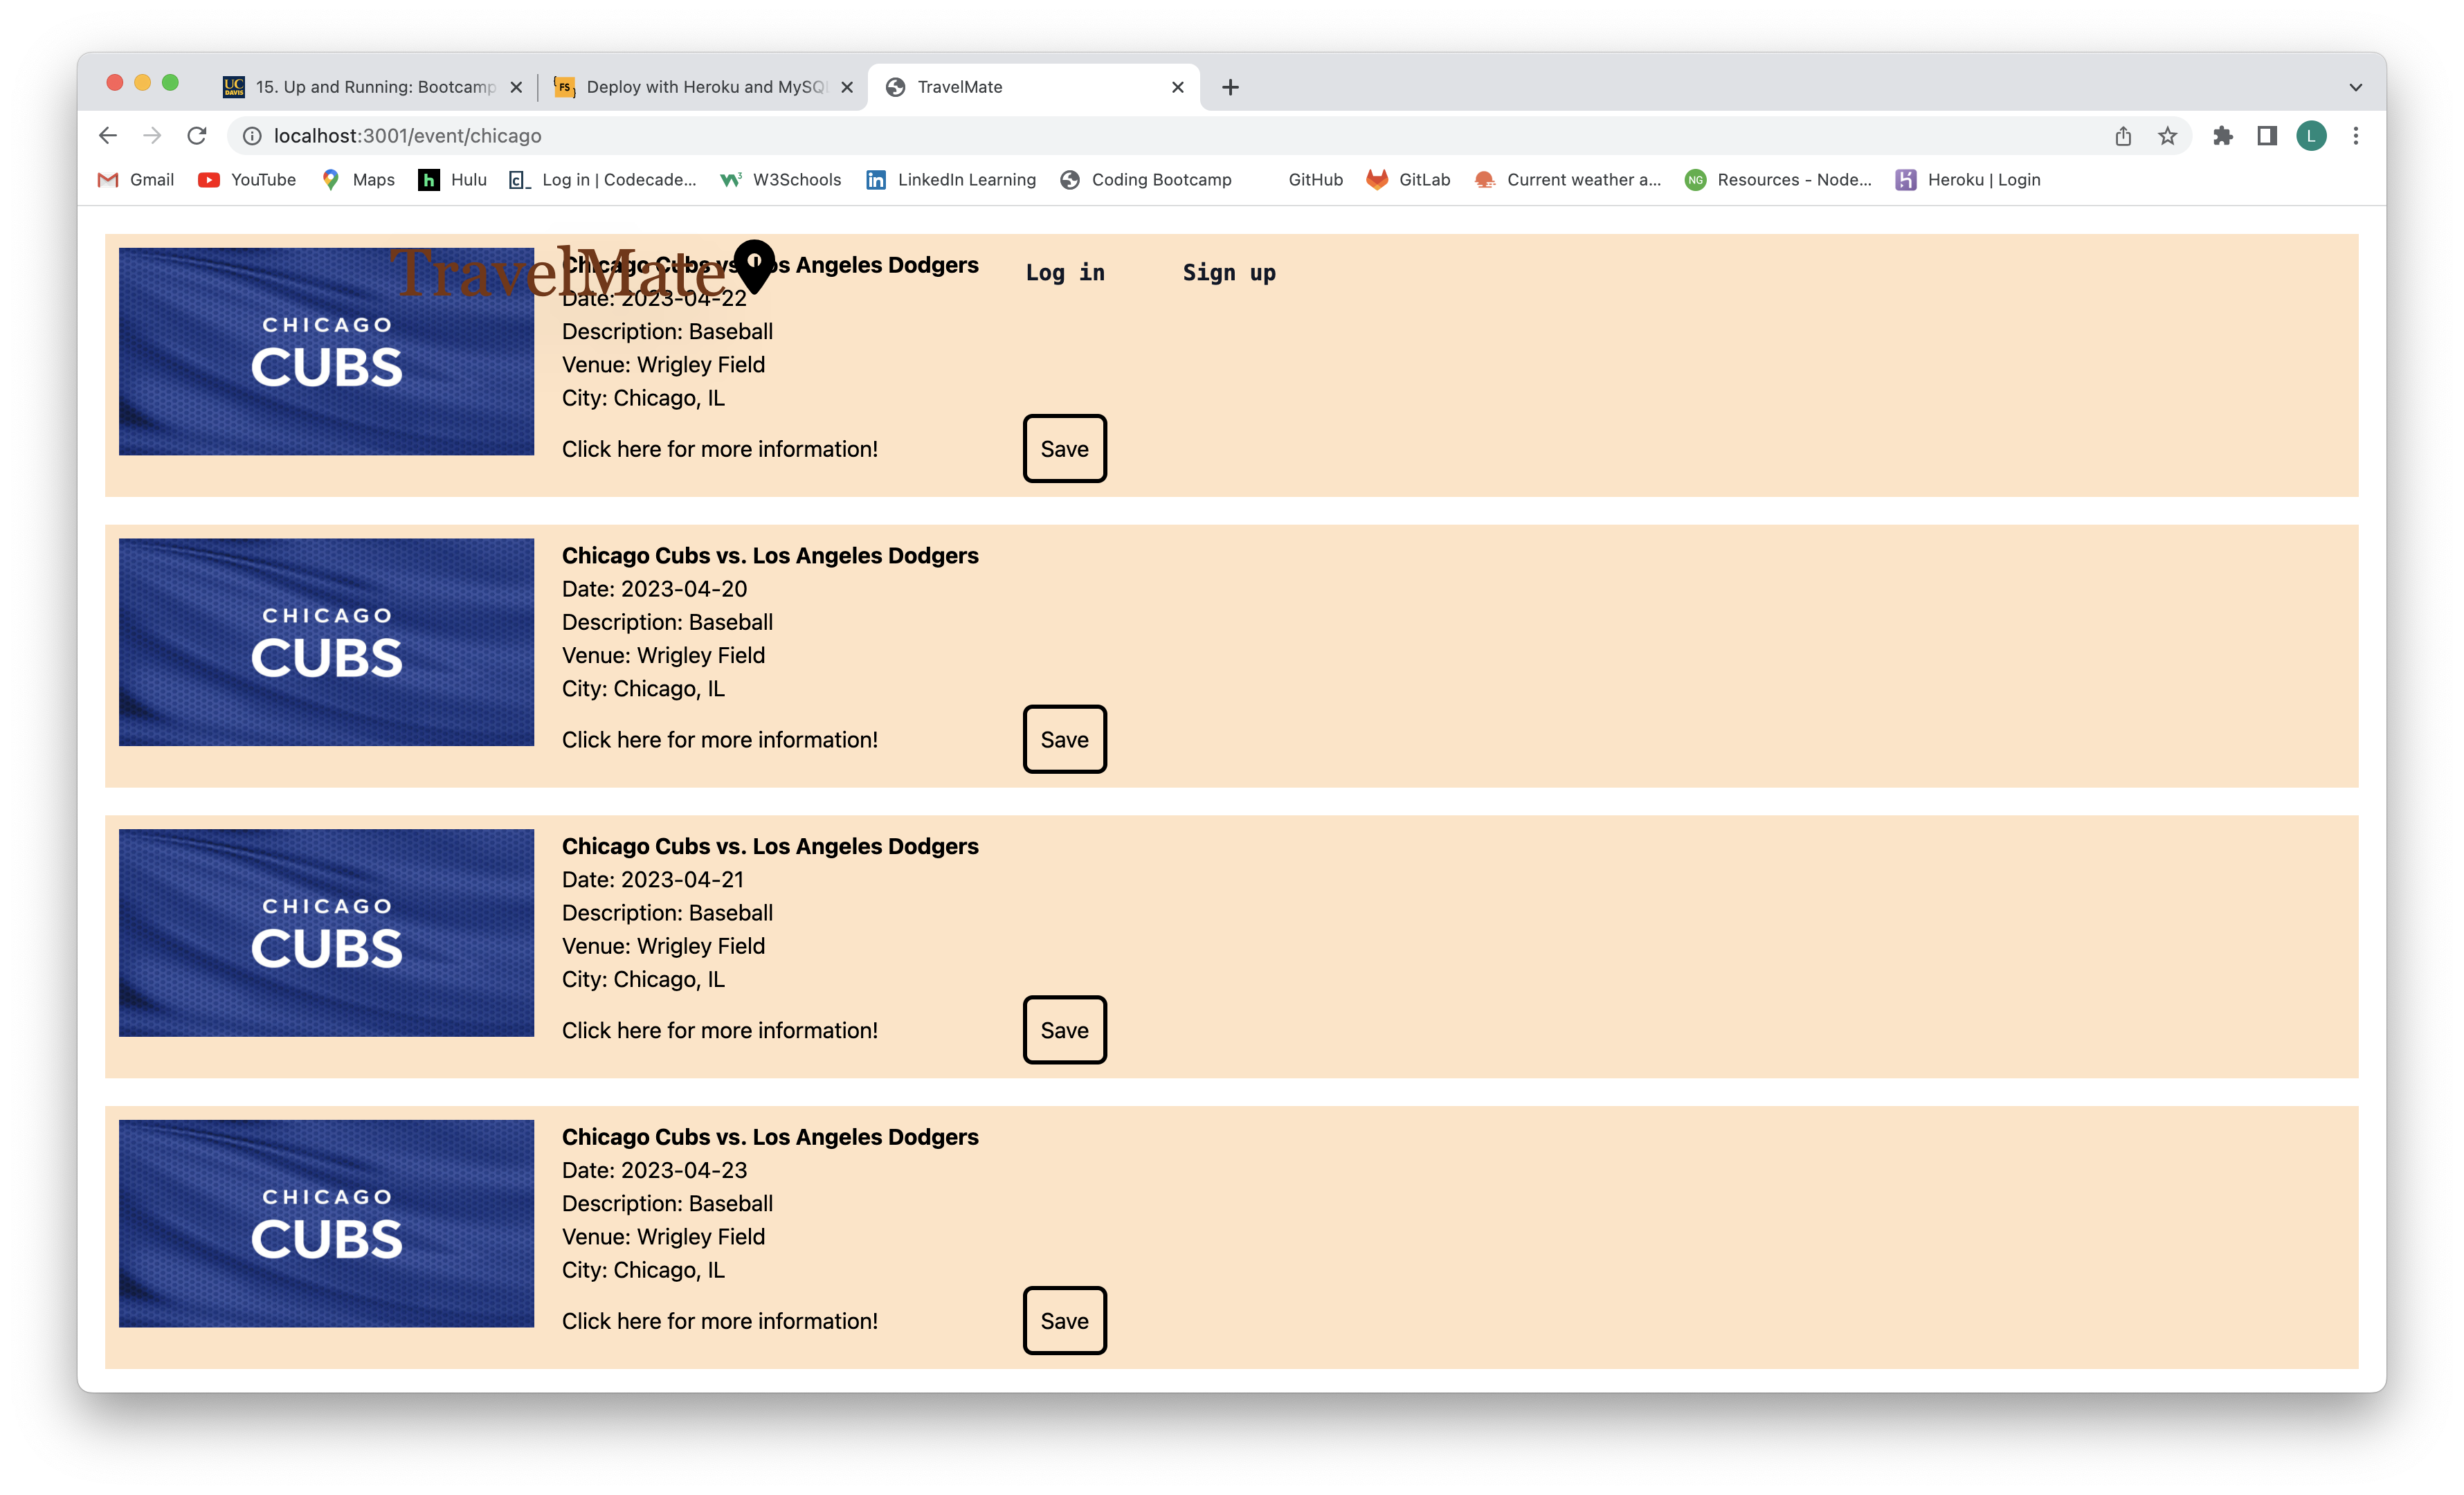 UC DAVIS 15. Up and Running: Bootcamp
{FS} Deploy with Heroku and MySQL
TravelMate
localhost:3001/event/chicago
L
Gmail YouTube Maps h Hulu c_ Log in | Codecade... W3Schools in LinkedIn Learning Coding Bootcamp GitHub GitLab Current weather a... NG Resources - Node... Heroku | Login
TravelMate
Log in Sign up
CHICAGO
CUBS
Chicago Cubs vs. Los Angeles Dodgers
Date: 2023-04-22
Description: Baseball
Venue: Wrigley Field
City: Chicago, IL
Click here for more information!
Save
CHICAGO
CUBS
Chicago Cubs vs. Los Angeles Dodgers
Date: 2023-04-20
Description: Baseball
Venue: Wrigley Field
City: Chicago, IL
Click here for more information!
Save
CHICAGO
CUBS
Chicago Cubs vs. Los Angeles Dodgers
Date: 2023-04-21
Description: Baseball
Venue: Wrigley Field
City: Chicago, IL
Click here for more information!
Save
CHICAGO
CUBS
Chicago Cubs vs. Los Angeles Dodgers
Date: 2023-04-23
Description: Baseball
Venue: Wrigley Field
City: Chicago, IL
Click here for more information!
Save